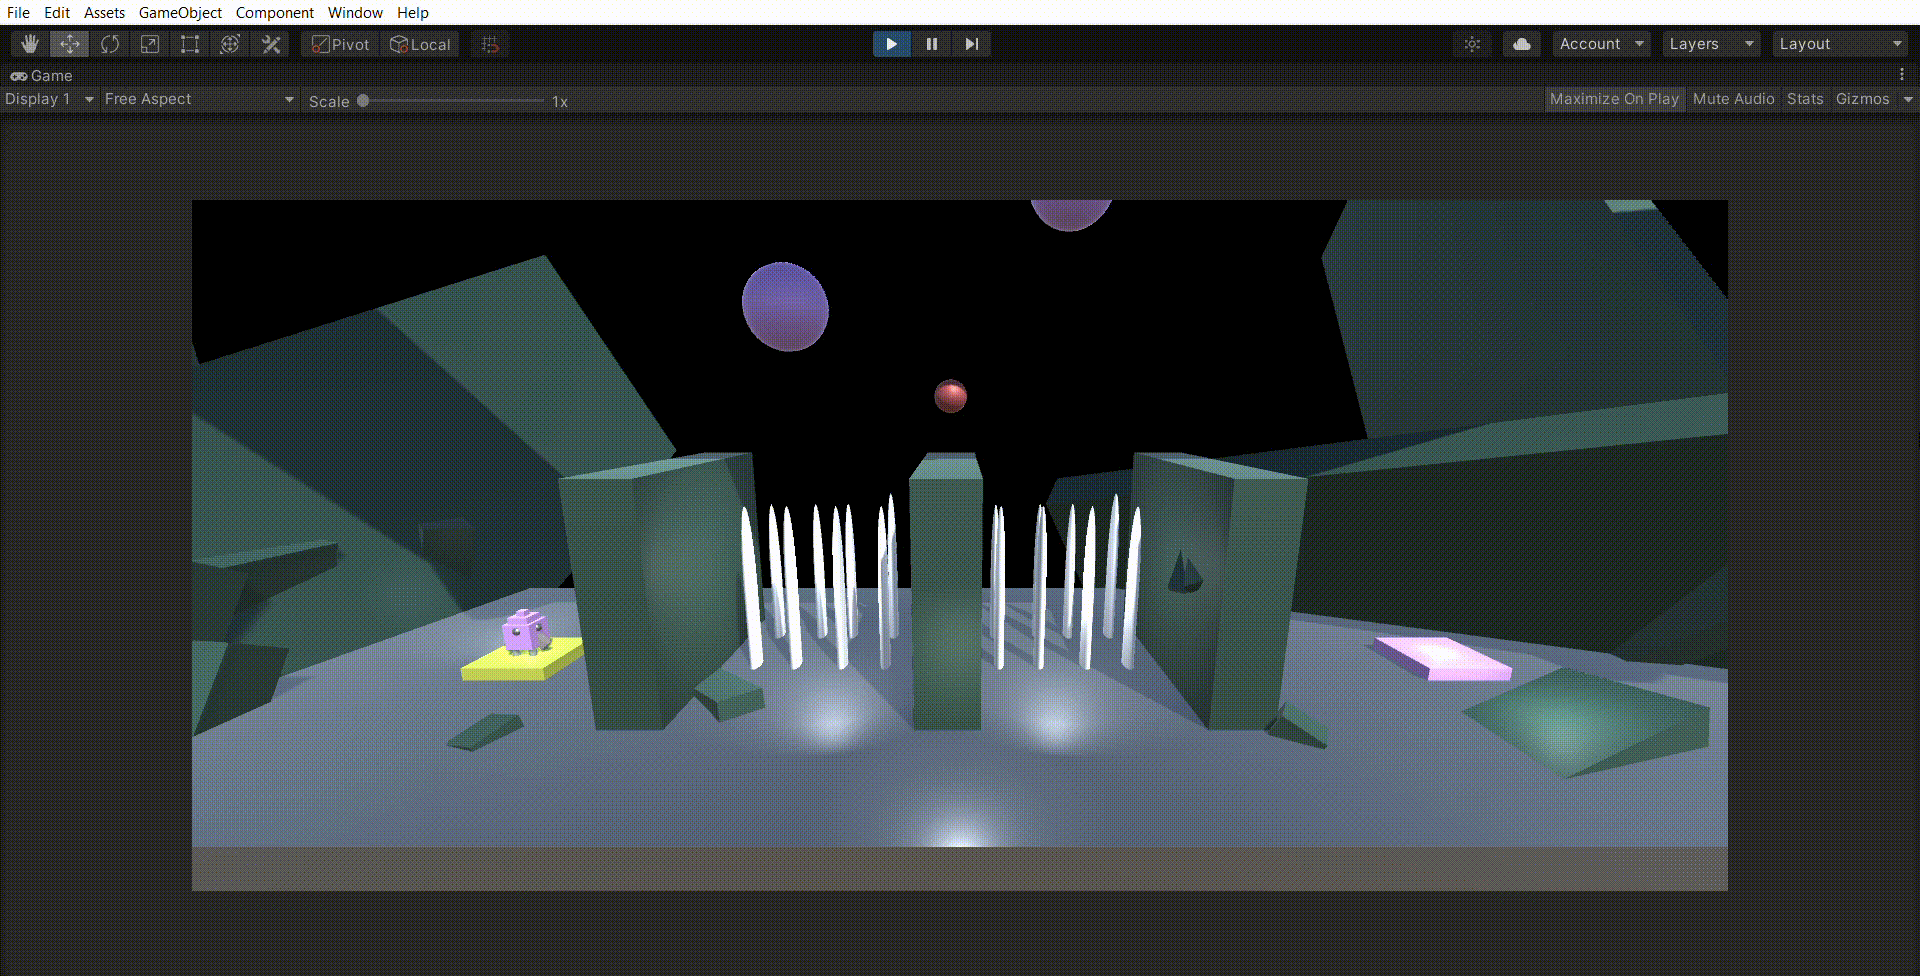 File Edit Assets GameObject Component Window Help
Pivot Local Account Layers Layout
Game
Display 1 Free Aspect Scale 1x Maximize On Play Mute Audio Stats Gizmos